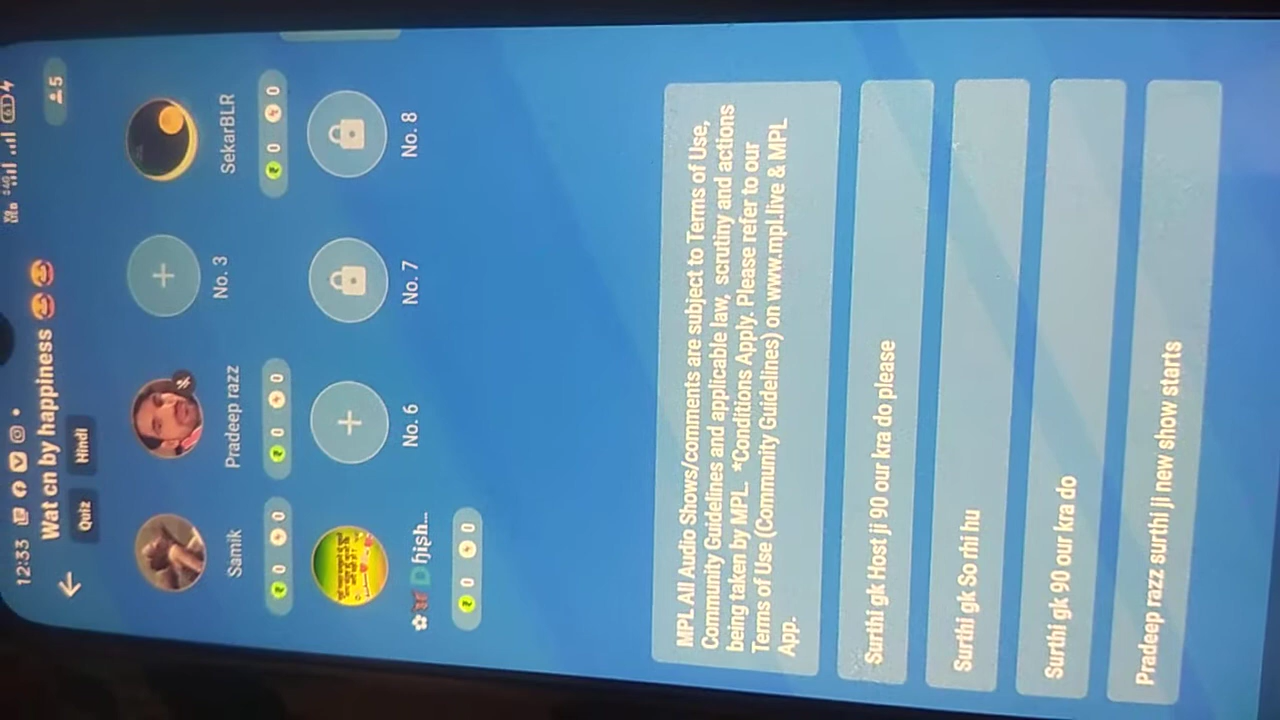 12:33
61
Wat cn by happiness
5
Quiz
Hindi
Samik
Pradeep razz
No. 3
SekarBLR
₹ 0 0
₹ 0 0
₹ 0 0
No. 6
No. 7
No. 8
₹ 0 0
MPL All Audio Shows/comments are subject to Terms of Use,
Community Guidelines and applicable law, scrutiny and actions
being taken by MPL. *Conditions Apply. Please refer to our
Terms of Use (Community Guidelines) on www.mpl.live & MPL
App.
Surthi gk Host ji 90 our kra do please
Surthi gk So rhi hu
Surthi gk 90 our kra do
Pradeep razz surthi ji new show starts